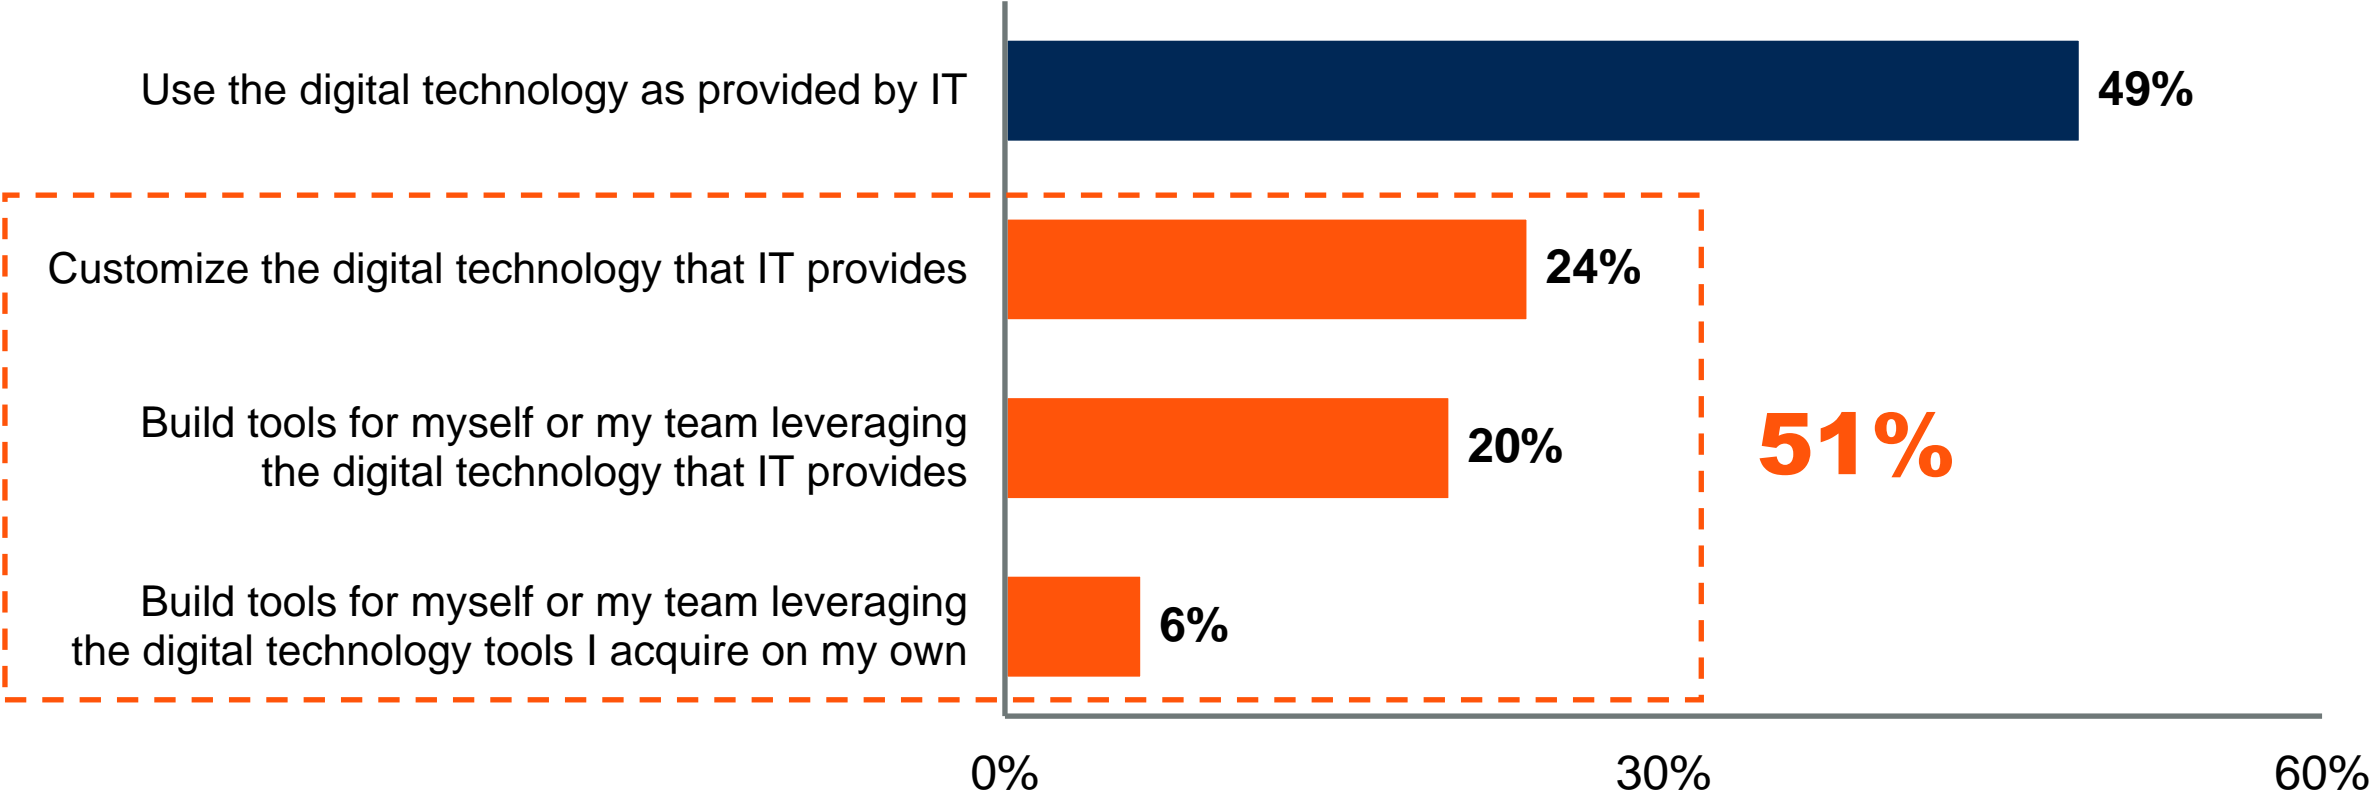 Use the digital technology as provided by IT
49%
Customize the digital technology that IT provides
24%
Build tools for myself or my team leveraging
the digital technology that IT provides
20%
51%
Build tools for myself or my team leveraging
the digital technology tools I acquire on my own
6%
0%
30%
60%